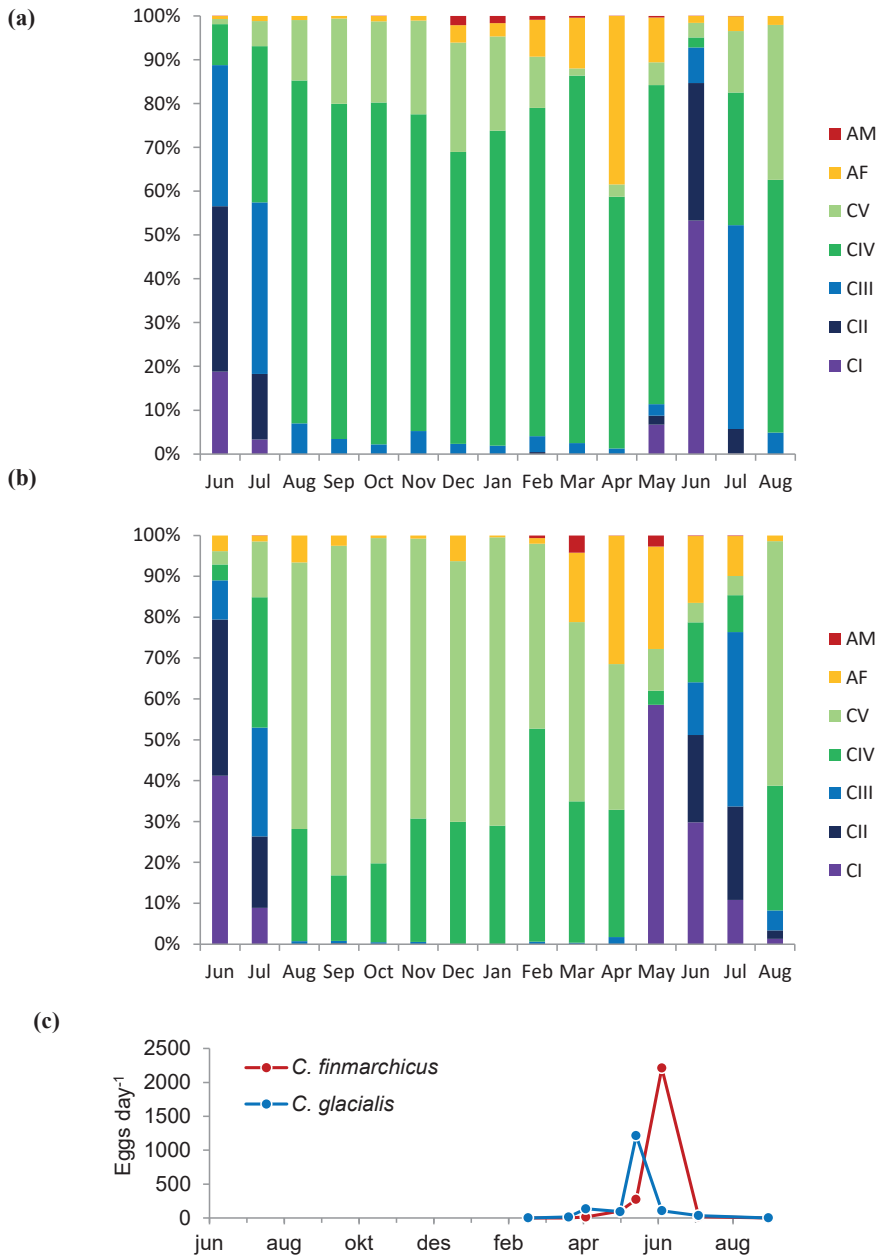 (a)
100%
90%
80%
70%
60%
50%
40%
30%
20%
10%
0%
Jun Jul Aug Sep Oct Nov Dec Jan Feb Mar Apr May Jun Jul Aug
AM
AF
CV
CIV
CIII
CII
CI
(b)
100%
90%
80%
70%
60%
50%
40%
30%
20%
10%
0%
Jun Jul Aug Sep Oct Nov Dec Jan Feb Mar Apr May Jun Jul Aug
AM
AF
CV
CIV
CIII
CII
CI
(c)
Eggs day-1
2500
2000
1500
1000
500
0
C. finmarchicus
C. glacialis
jun aug okt des feb apr jun aug